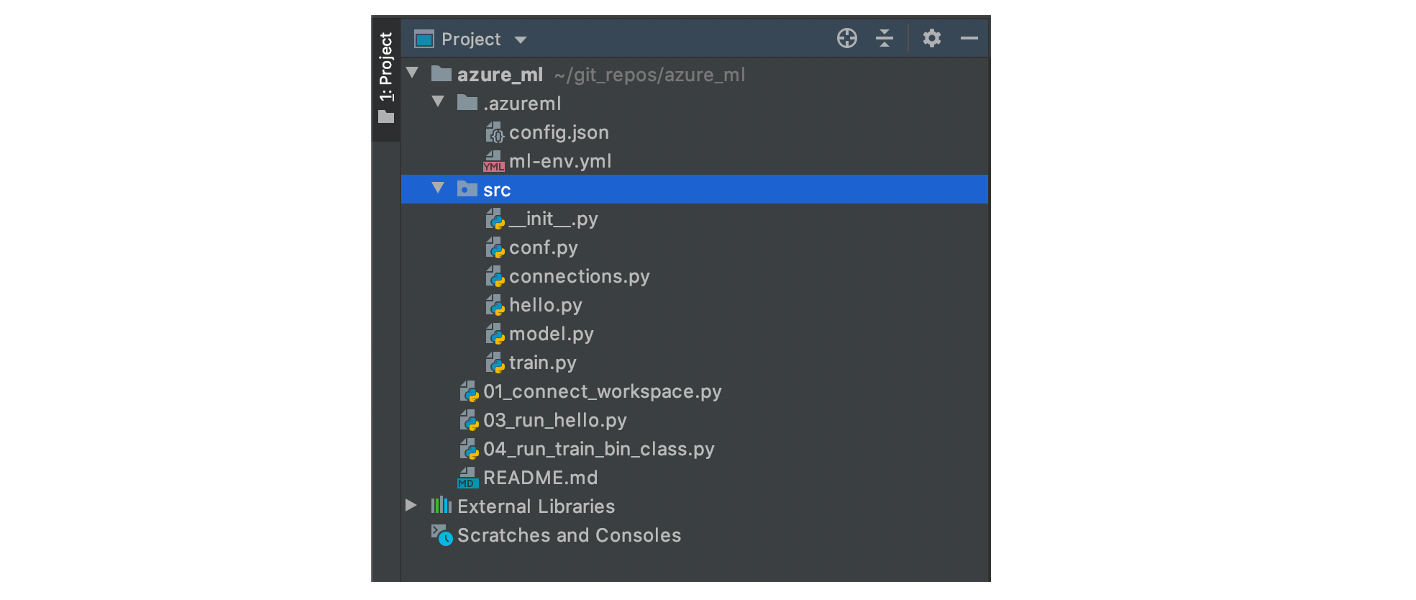 1: Project
Project
azure_ml ~/git_repos/azure_ml
.azureml
config.json
YML ml-env.yml
src
__init__.py
conf.py
connections.py
hello.py
model.py
train.py
01_connect_workspace.py
03_run_hello.py
04_run_train_bin_class.py
MD README.md
External Libraries
Scratches and Consoles